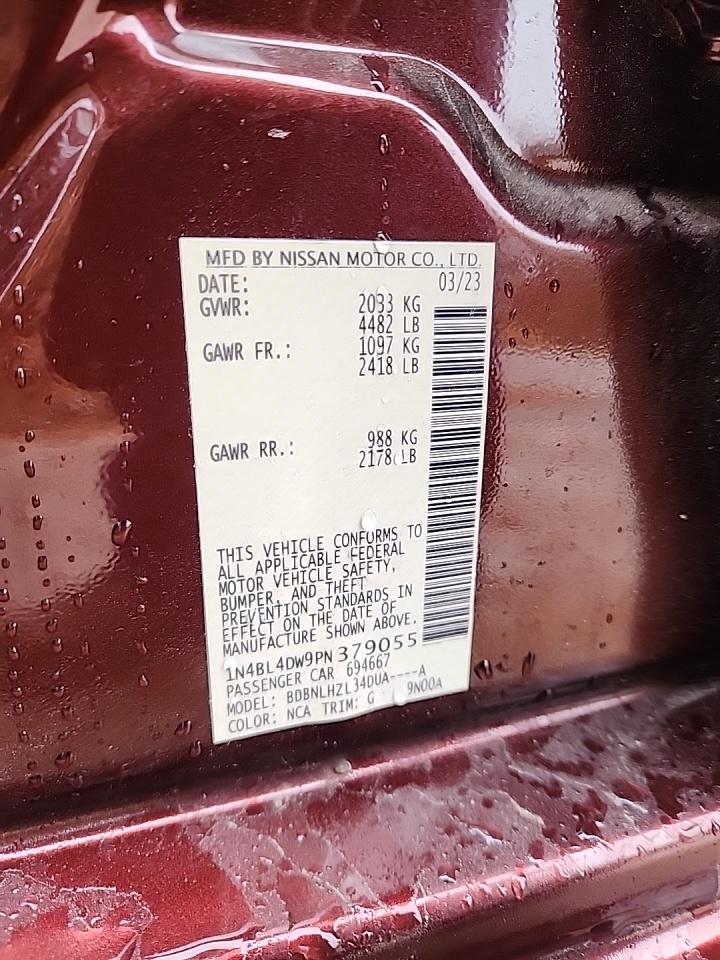 MFD BY NISSAN MOTOR CO., LTD.
DATE: 03/23
GVWR: 2033 KG
4482 LB
GAWR FR.: 1097 KG
2418 LB
GAWR RR.: 988 KG
2178 LB
THIS VEHICLE CONFORMS TO
ALL APPLICABLE FEDERAL
MOTOR VEHICLE SAFETY,
BUMPER, AND THEFT
PREVENTION STANDARDS IN
EFFECT ON THE DATE OF
MANUFACTURE SHOWN ABOVE.
1N4BL4DW9PN379055
PASSENGER CAR 694667
MODEL: BDBNLHZL34DUA----A
COLOR: NCA TRIM: G 9N00A